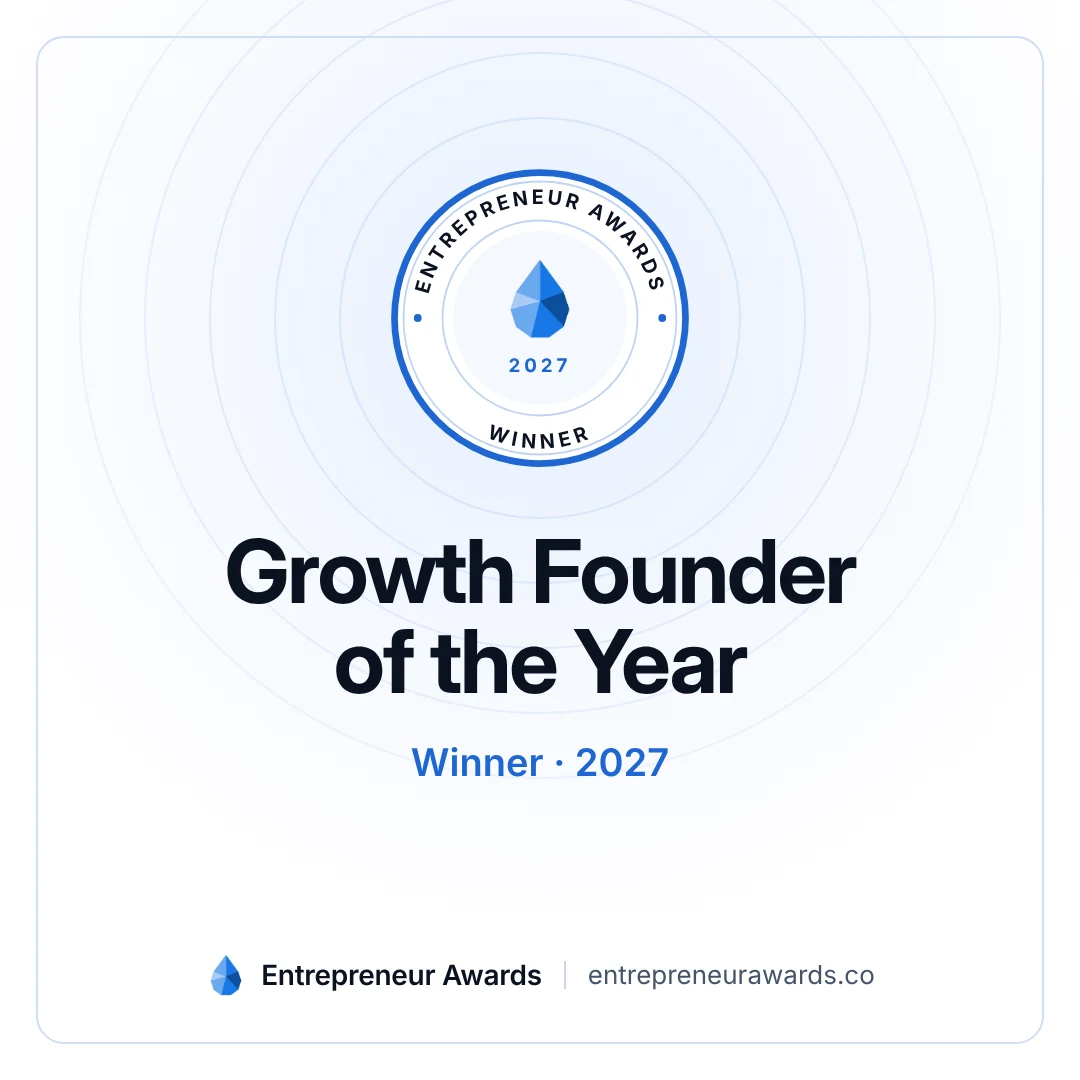 ENTREPRENEUR AWARDS
2027
WINNER
Growth Founder
of the Year
Winner · 2027
Entrepreneur Awards
entrepreneurawards.co